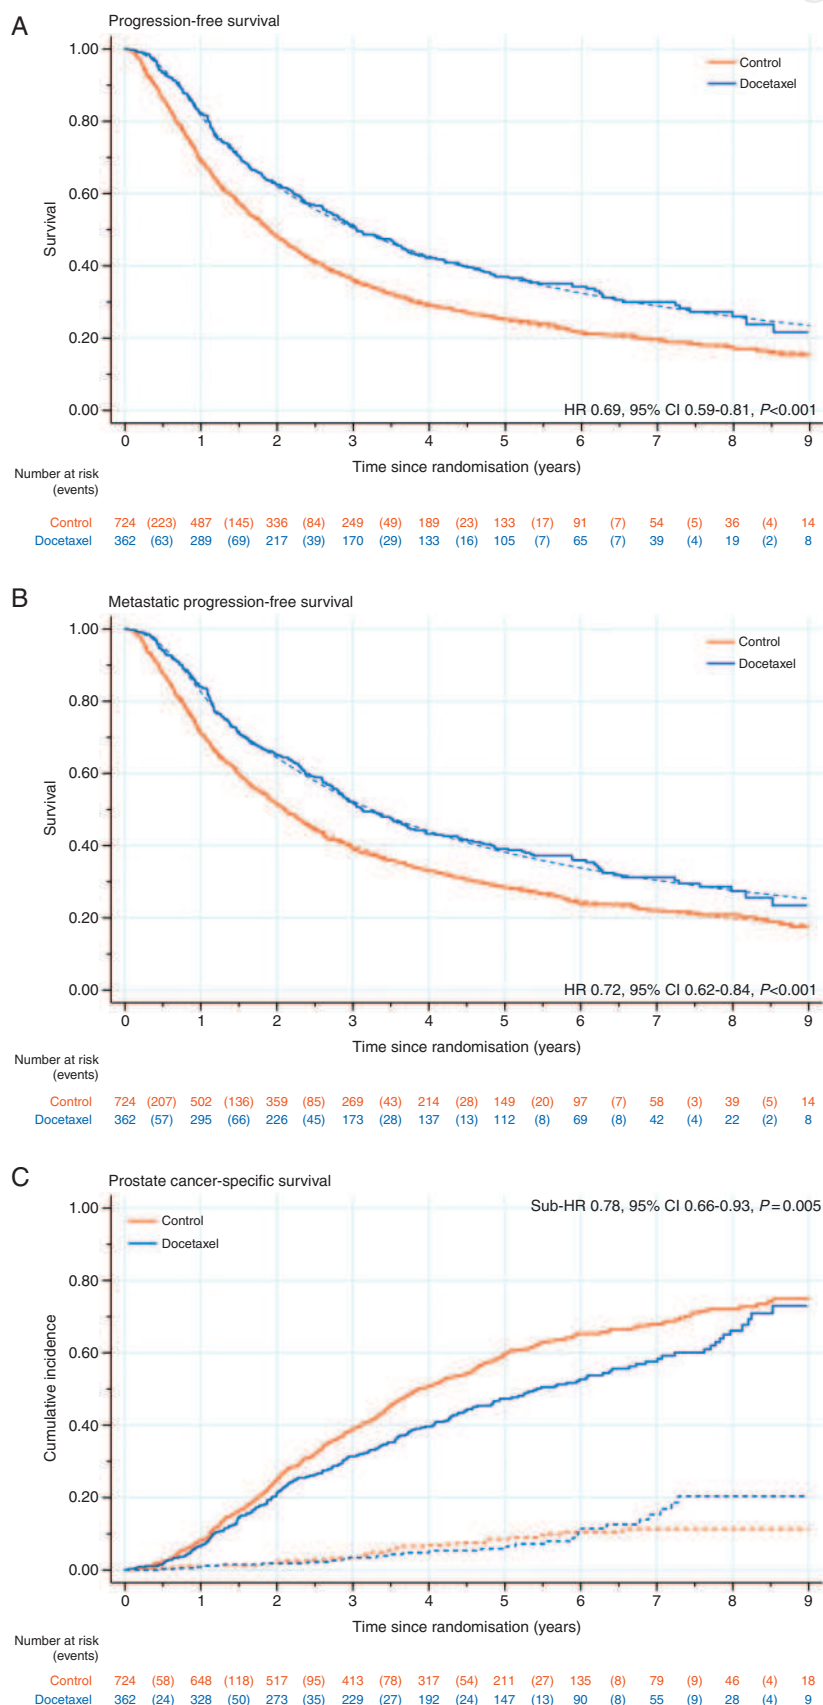 A
Progression-free survival
1.00
0.80
0.60
0.40
0.20
0.00
Survival
Control
Docetaxel
HR 0.69, 95% CI 0.59-0.81, P<0.001
0 1 2 3 4 5 6 7 8 9
Time since randomisation (years)
Number at risk
(events)
Control 724 (223) 487 (145) 336 (84) 249 (49) 189 (23) 133 (17) 91 (7) 54 (5) 36 (4) 14
Docetaxel 362 (63) 289 (69) 217 (39) 170 (29) 133 (16) 105 (7) 65 (7) 39 (4) 19 (2) 8
B
Metastatic progression-free survival
1.00
0.80
0.60
0.40
0.20
0.00
Survival
Control
Docetaxel
HR 0.72, 95% CI 0.62-0.84, P<0.001
0 1 2 3 4 5 6 7 8 9
Time since randomisation (years)
Number at risk
(events)
Control 724 (207) 502 (136) 359 (85) 269 (43) 214 (28) 149 (20) 97 (7) 58 (3) 39 (5) 14
Docetaxel 362 (57) 295 (66) 226 (45) 173 (28) 137 (13) 112 (8) 69 (8) 42 (4) 22 (2) 8
C
Prostate cancer-specific survival
1.00
0.80
0.60
0.40
0.20
0.00
Cumulative incidence
Sub-HR 0.78, 95% CI 0.66-0.93, P=0.005
Control
Docetaxel
0 1 2 3 4 5 6 7 8 9
Time since randomisation (years)
Number at risk
(events)
Control 724 (58) 648 (118) 517 (95) 413 (78) 317 (54) 211 (27) 135 (8) 79 (9) 46 (4) 18
Docetaxel 362 (24) 328 (50) 273 (35) 229 (27) 192 (24) 147 (13) 90 (8) 55 (9) 28 (4) 9